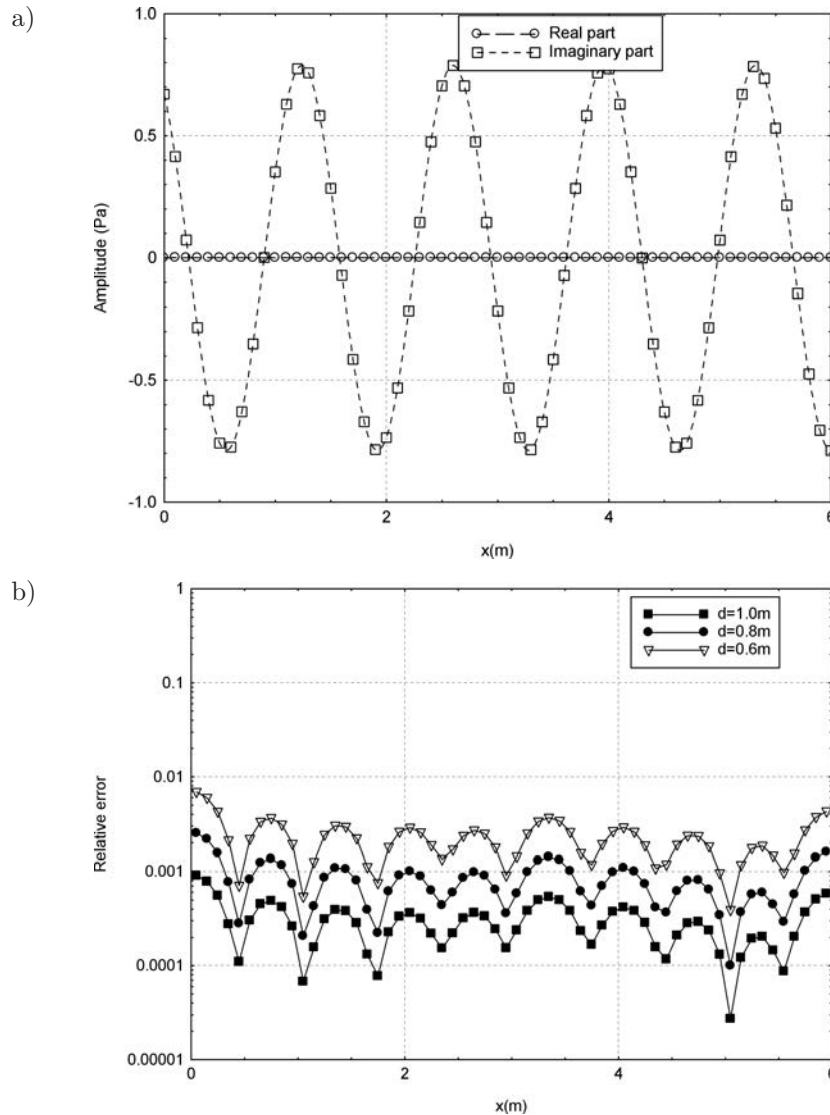 a)
1.0
0.5
0
-0.5
-1.0
Amplitude (Pa)
Real part
Imaginary part
0
2
4
6
x(m)
b)
1
0.1
0.01
0.001
0.0001
0.00001
Relative error
d=1.0m
d=0.8m
d=0.6m
0
2
4
6
x(m)